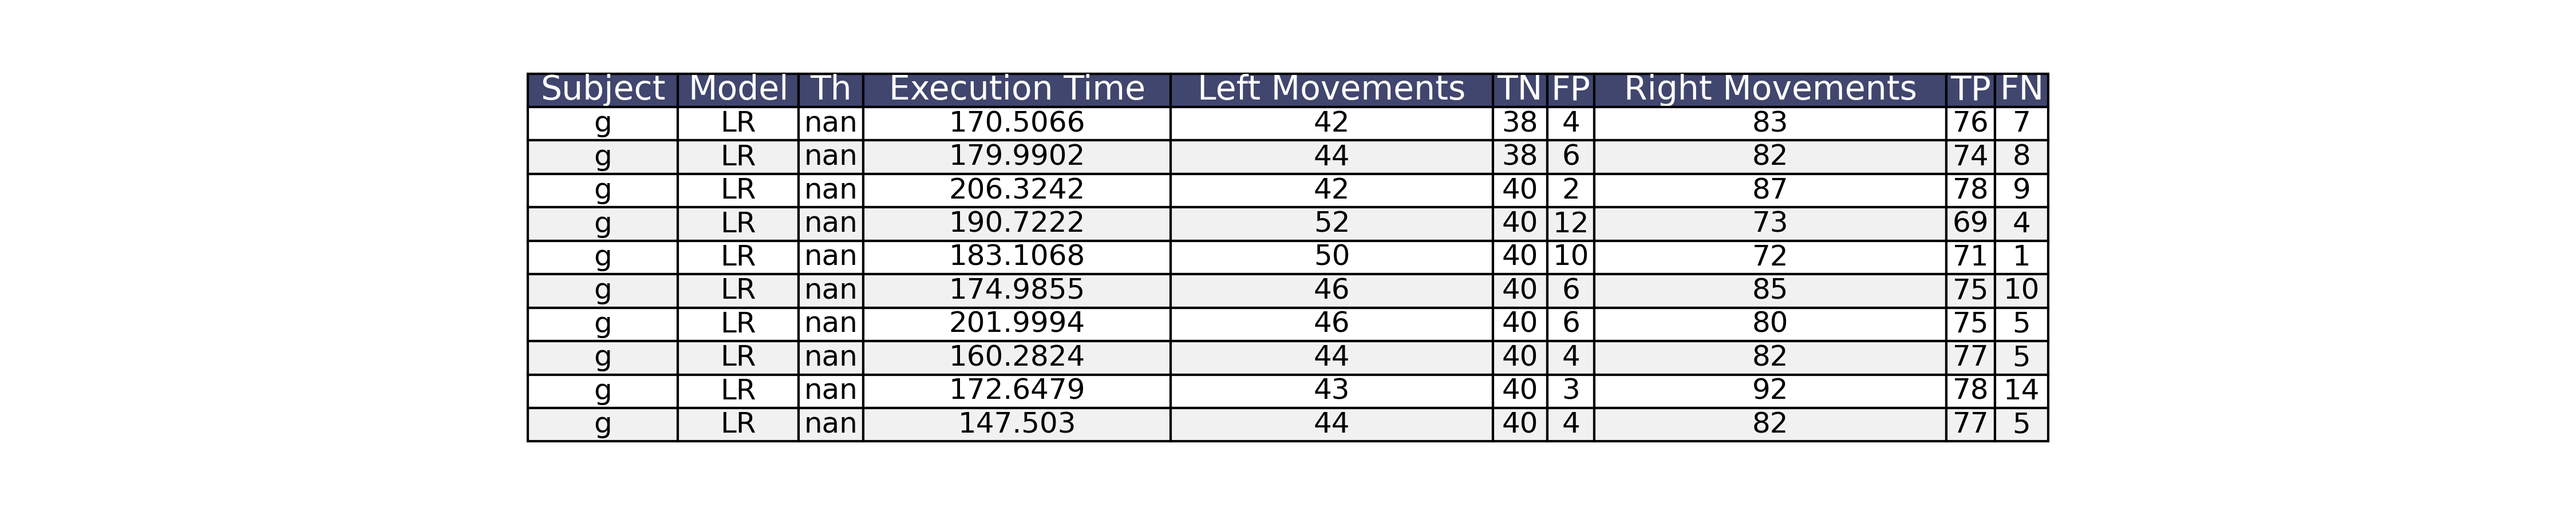 Subject Model Th Execution Time Left Movements TN FP Right Movements TP FN
g LR nan 170.5066 42 38 4 83 76 7
g LR nan 179.9902 44 38 6 82 74 8
g LR nan 206.3242 42 40 2 87 78 9
g LR nan 190.7222 52 40 12 73 69 4
g LR nan 183.1068 50 40 10 72 71 1
g LR nan 174.9855 46 40 6 85 75 10
g LR nan 201.9994 46 40 6 80 75 5
g LR nan 160.2824 44 40 4 82 77 5
g LR nan 172.6479 43 40 3 92 78 14
g LR nan 147.503 44 40 4 82 77 5